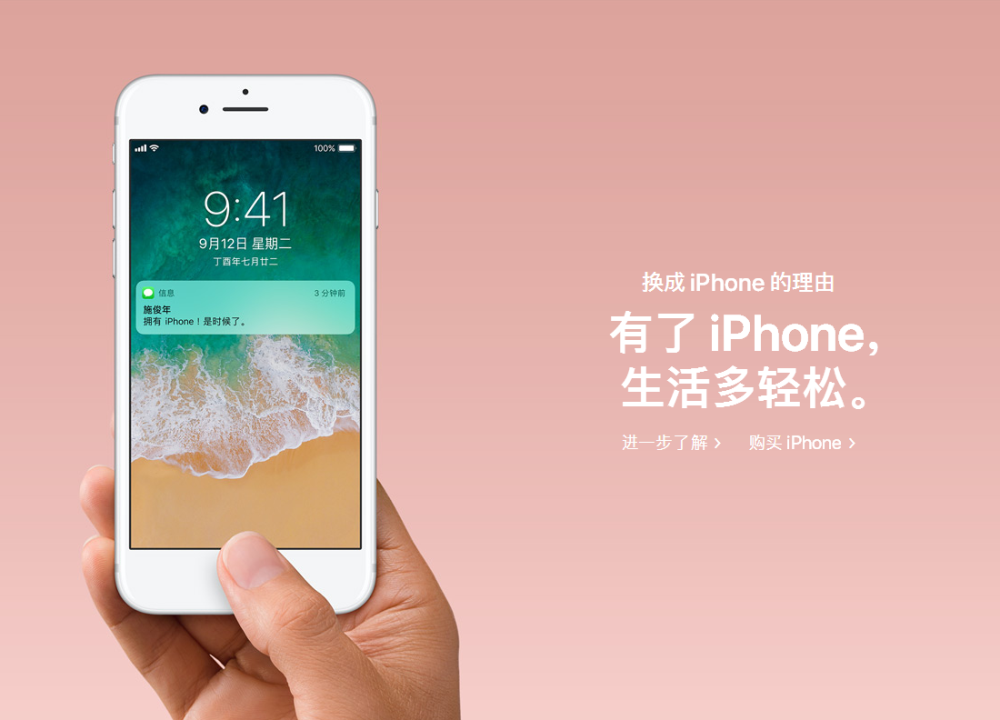 100%
9:41
9月12日 星期二
丁酉年七月廿二
信息 3 分钟前
施俊年
拥有 iPhone！是时候了。
换成 iPhone 的理由
有了 iPhone，
生活多轻松。
进一步了解 > 购买 iPhone >